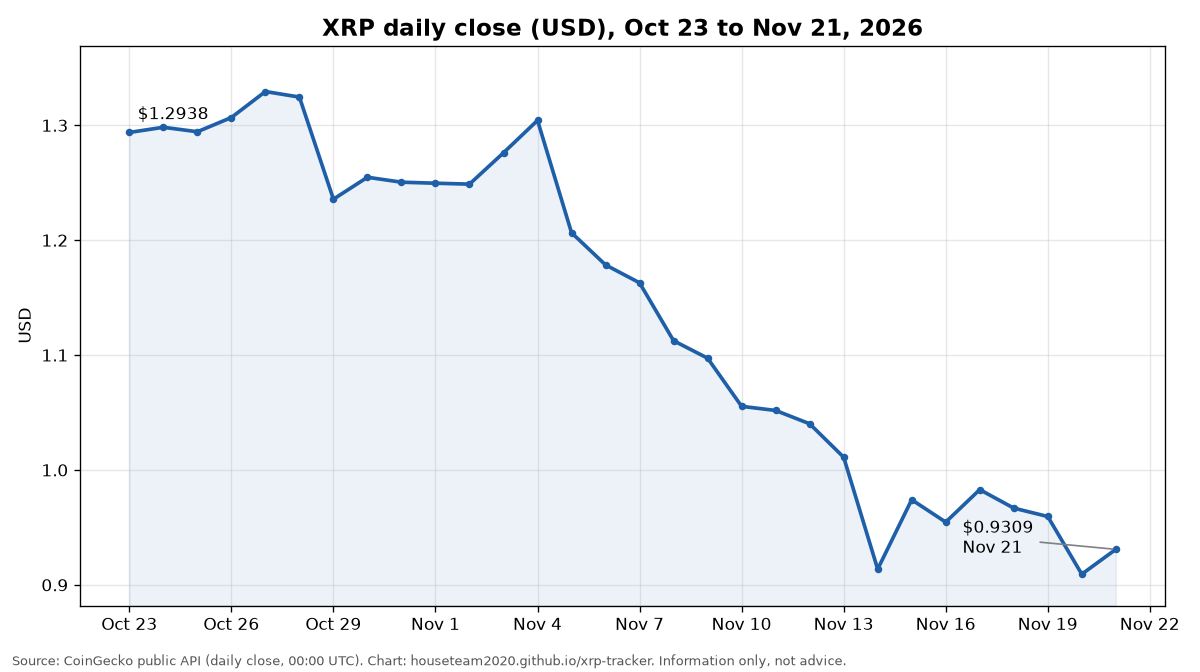 XRP daily close (USD), Oct 23 to Nov 21, 2026
$1.2938
1.3
1.2
1.1
1.0
0.9
USD
$0.9309
Nov 21
Oct 23 Oct 26 Oct 29 Nov 1 Nov 4 Nov 7 Nov 10 Nov 13 Nov 16 Nov 19 Nov 22
Source: CoinGecko public API (daily close, 00:00 UTC). Chart: houseteam2020.github.io/xrp-tracker. Information only, not advice.